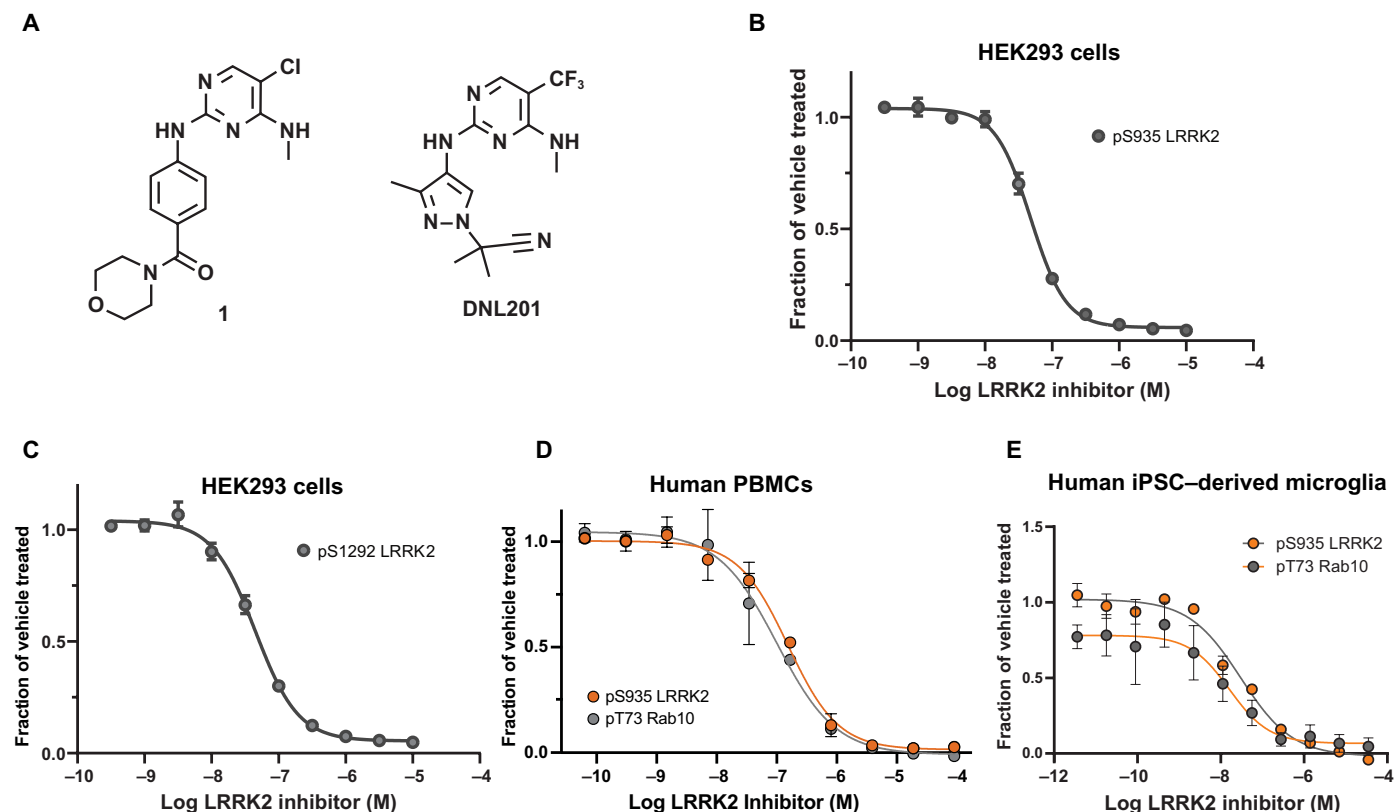 A
Cl
N
N
HN
NH
N
O
O
1
CF3
N
N
HN
NH
N
N
N
DNL201
B
HEK293 cells
Fraction of vehicle treated
1.0
0.5
0.0
pS935 LRRK2
–10 –9 –8 –7 –6 –5 –4
Log LRRK2 inhibitor (M)
C
HEK293 cells
Fraction of vehicle treated
1.0
0.5
0.0
pS1292 LRRK2
–10 –9 –8 –7 –6 –5 –4
Log LRRK2 inhibitor (M)
D
Human PBMCs
Fraction of vehicle treated
1.0
0.5
0.0
pS935 LRRK2
pT73 Rab10
–10 –9 –8 –7 –6 –5 –4
Log LRRK2 Inhibitor (M)
E
Human iPSC–derived microglia
Fraction of vehicle treated
1.5
1.0
0.5
0.0
pS935 LRRK2
pT73 Rab10
–12 –10 –8 –6 –4
Log LRRK2 inhibitor (M)